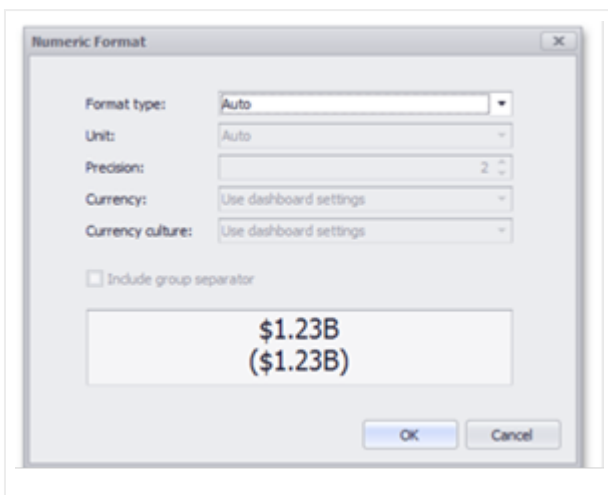 Numeric Format
Format type: Auto
Unit: Auto
Precision: 2
Currency: Use dashboard settings
Currency culture: Use dashboard settings
Include group separator
$1.23B
($1.23B)
OK Cancel